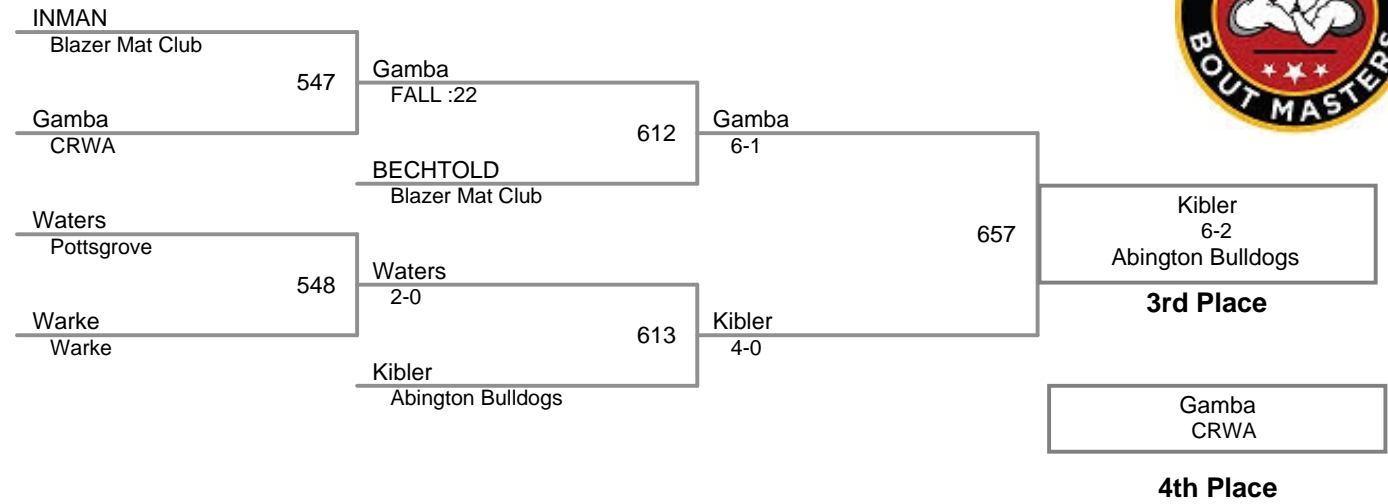 INMAN
Blazer Mat Club
547
Gamba
FALL :22
Gamba
CRWA
612
Gamba
6-1
BECHTOLD
Blazer Mat Club
Waters
Pottsgrove
657
Kibler
6-2
Abington Bulldogs
3rd Place
548
Waters
2-0
Warke
Warke
613
Kibler
4-0
Kibler
Abington Bulldogs
Gamba
CRWA
4th Place
BOUT MASTERS